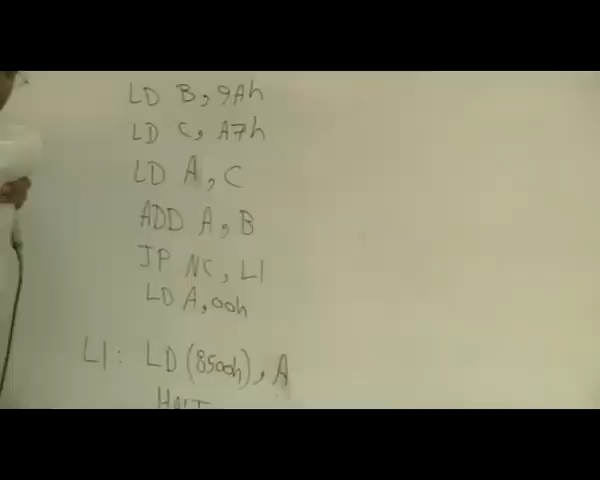 LD B, 9Ah
LD C, A7h
LD A, C
ADD A, B
JP NC, L1
LD A, 00h
L1: LD (8500h), A
HALT